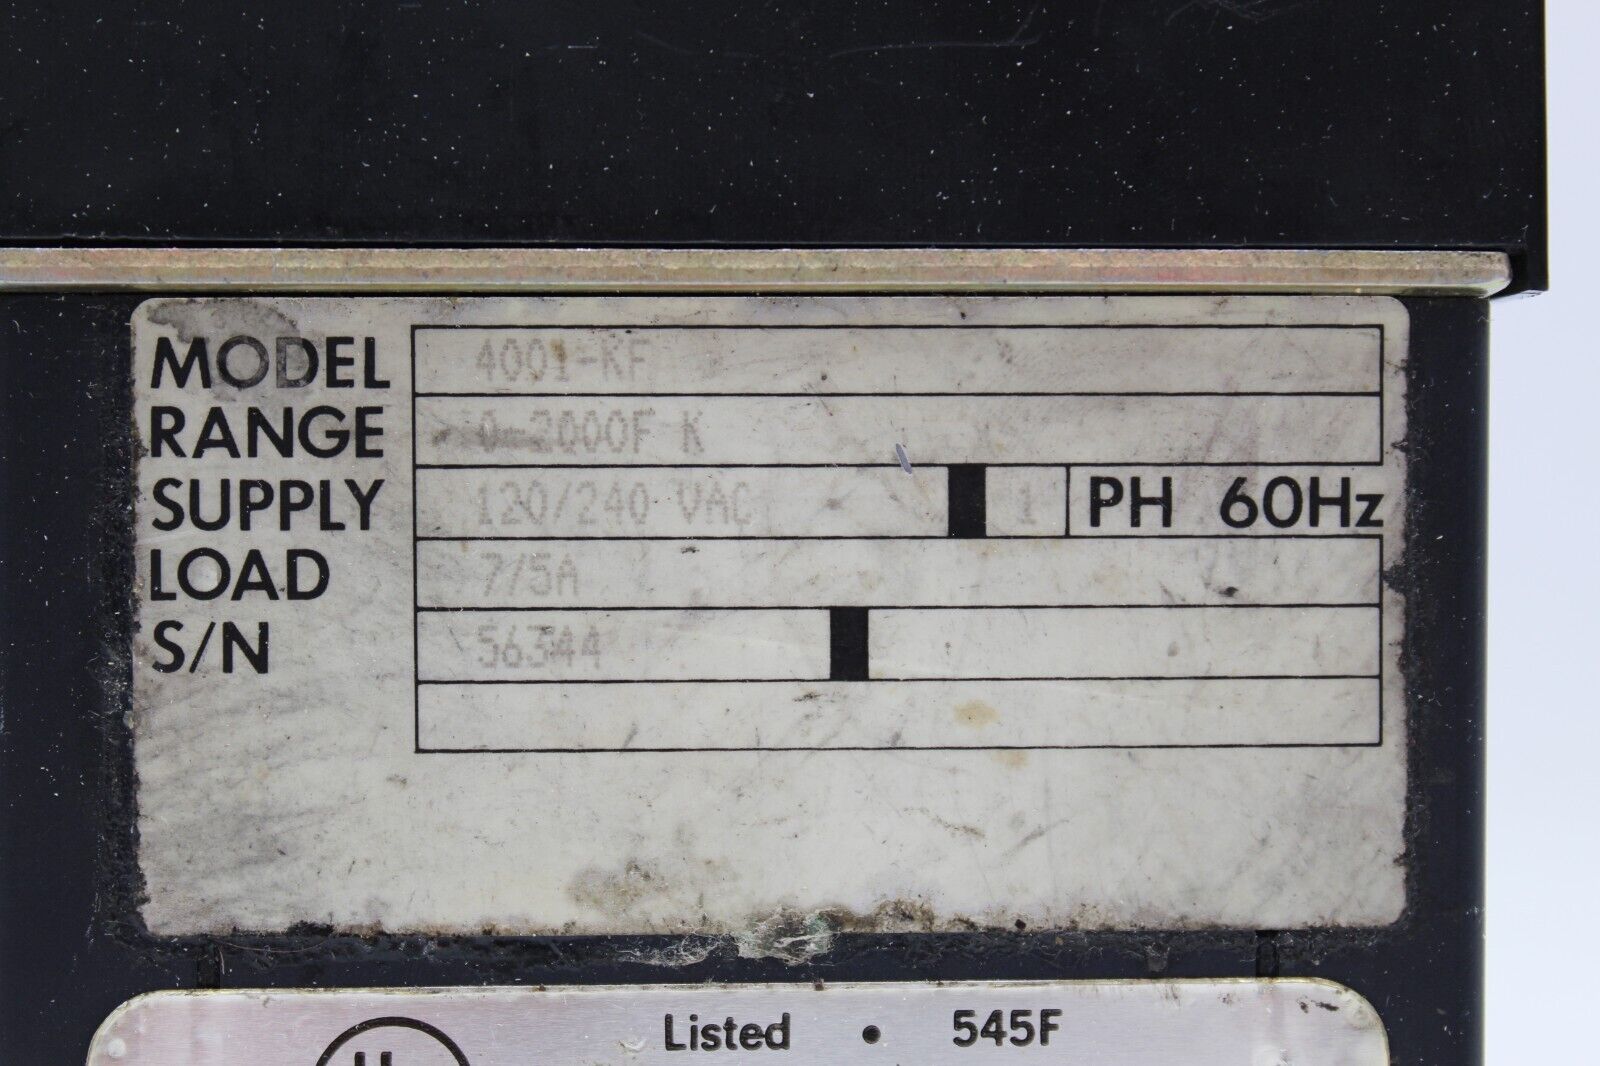 MODEL 4001-KF
RANGE 0-2000F K
SUPPLY 120/240 VAC 1 PH 60Hz
LOAD 7/5A
S/N 56344
Listed • 545F